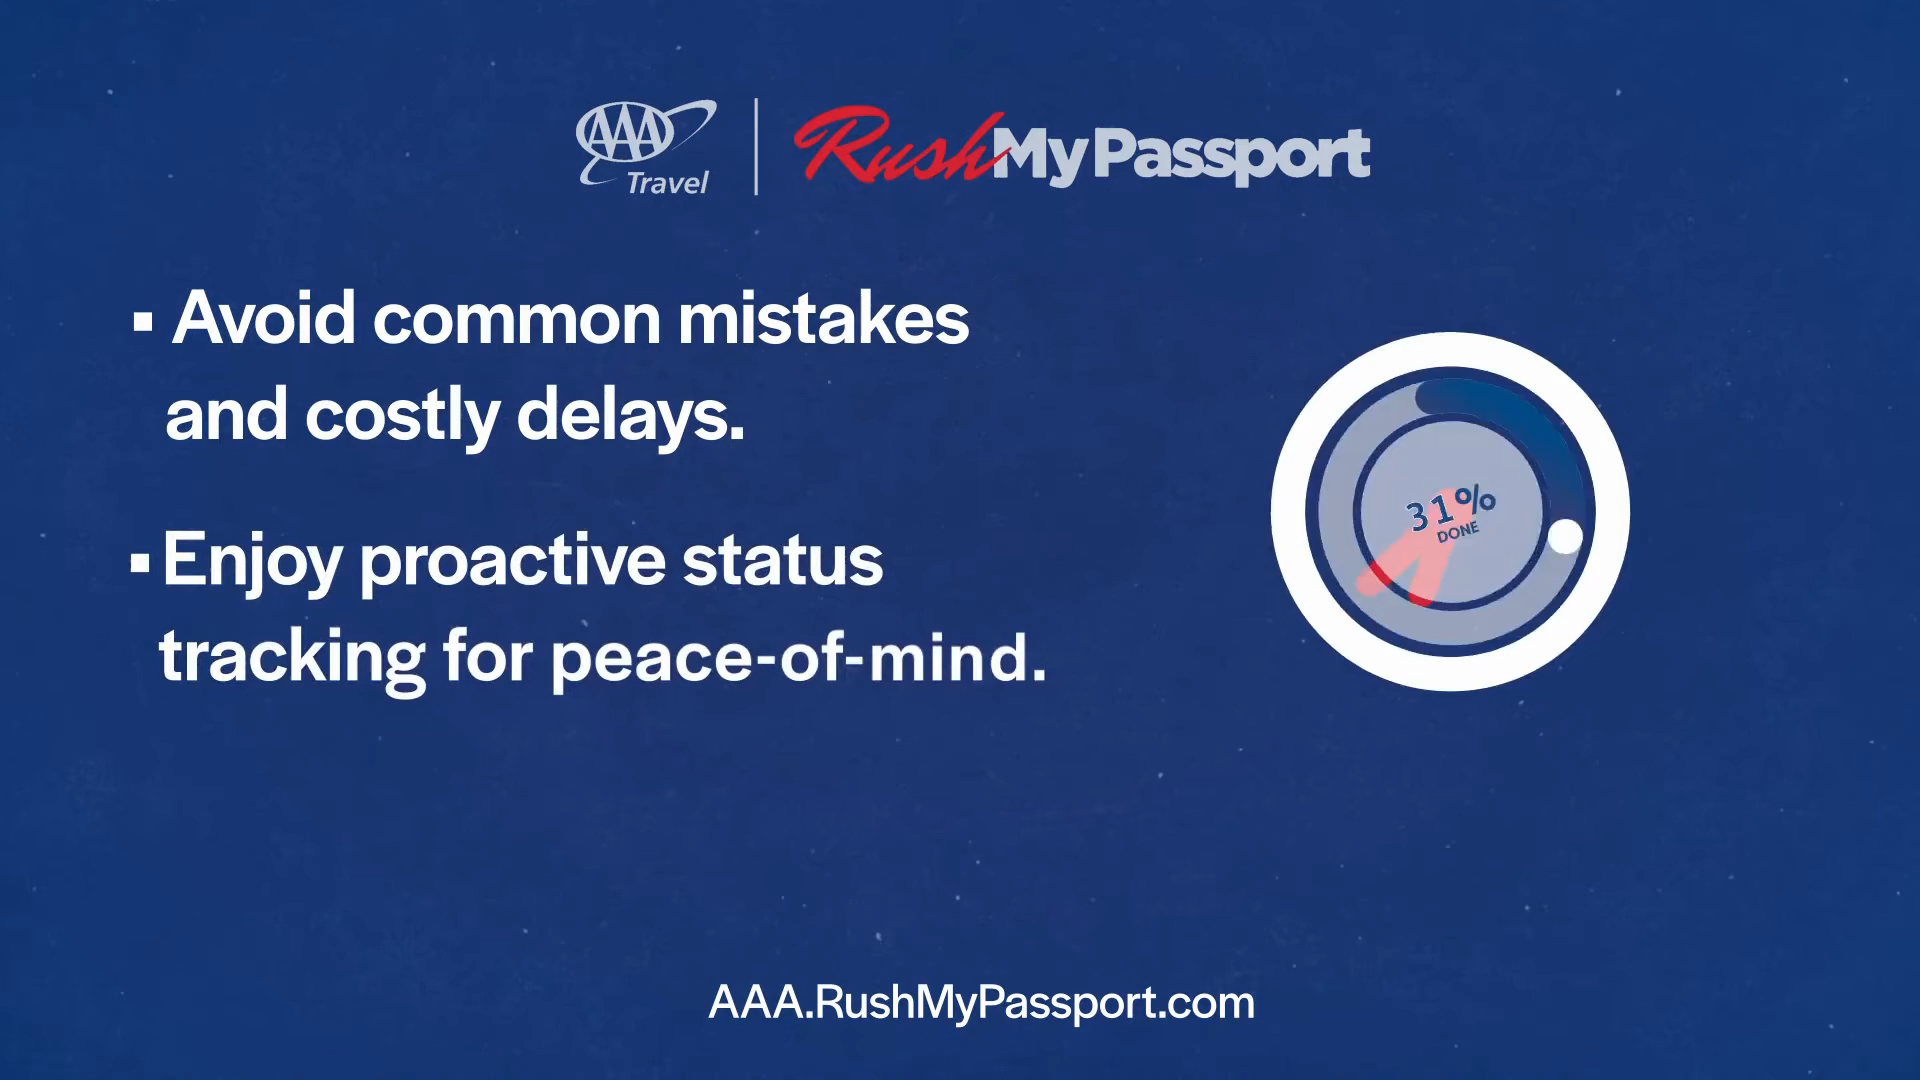 AAA
Travel
RushMyPassport
▪ Avoid common mistakes
and costly delays.
▪ Enjoy proactive status
tracking for peace-of-mind.
31%
DONE
AAA.RushMyPassport.com